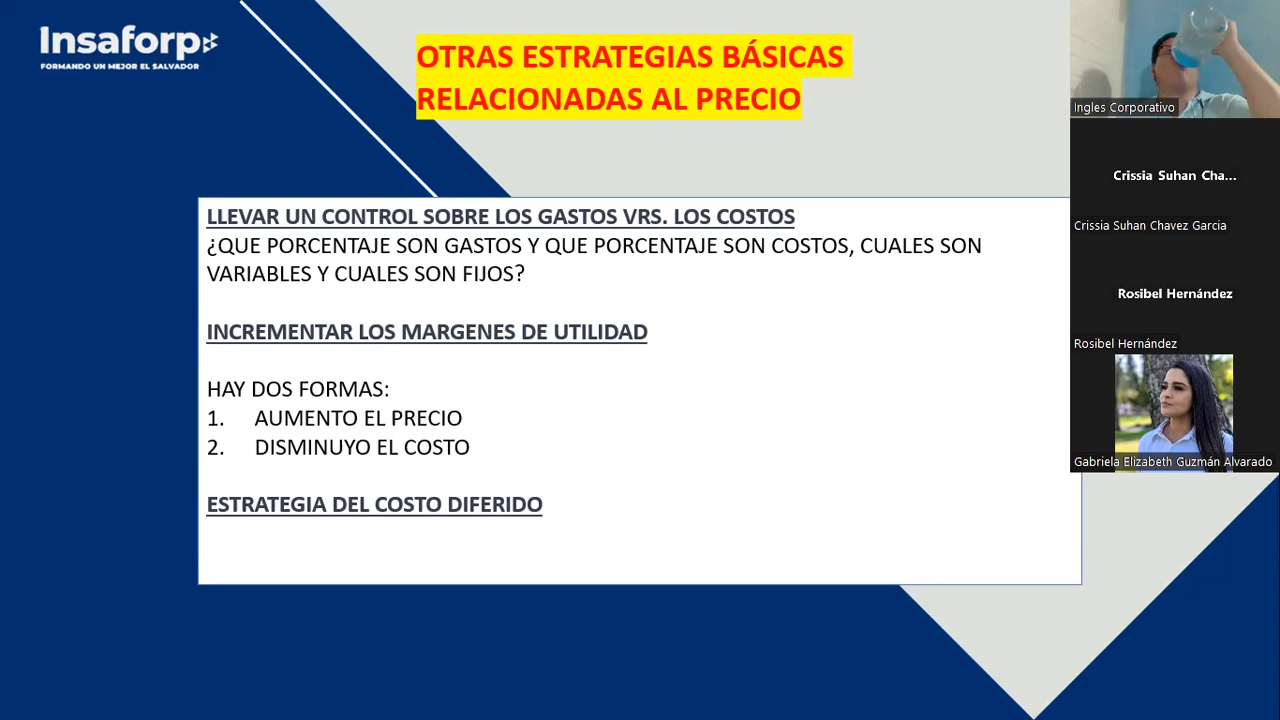 Insaforp
FORMANDO UN MEJOR EL SALVADOR
OTRAS ESTRATEGIAS BÁSICAS
RELACIONADAS AL PRECIO
LLEVAR UN CONTROL SOBRE LOS GASTOS VRS. LOS COSTOS
¿QUE PORCENTAJE SON GASTOS Y QUE PORCENTAJE SON COSTOS, CUALES SON
VARIABLES Y CUALES SON FIJOS?
INCREMENTAR LOS MARGENES DE UTILIDAD
HAY DOS FORMAS:
1. AUMENTO EL PRECIO
2. DISMINUYO EL COSTO
ESTRATEGIA DEL COSTO DIFERIDO
Ingles Corporativo
Crissia Suhan Cha...
Crissia Suhan Chavez Garcia
Rosibel Hernández
Rosibel Hernández
Gabriela Elizabeth Guzmán Alvarado